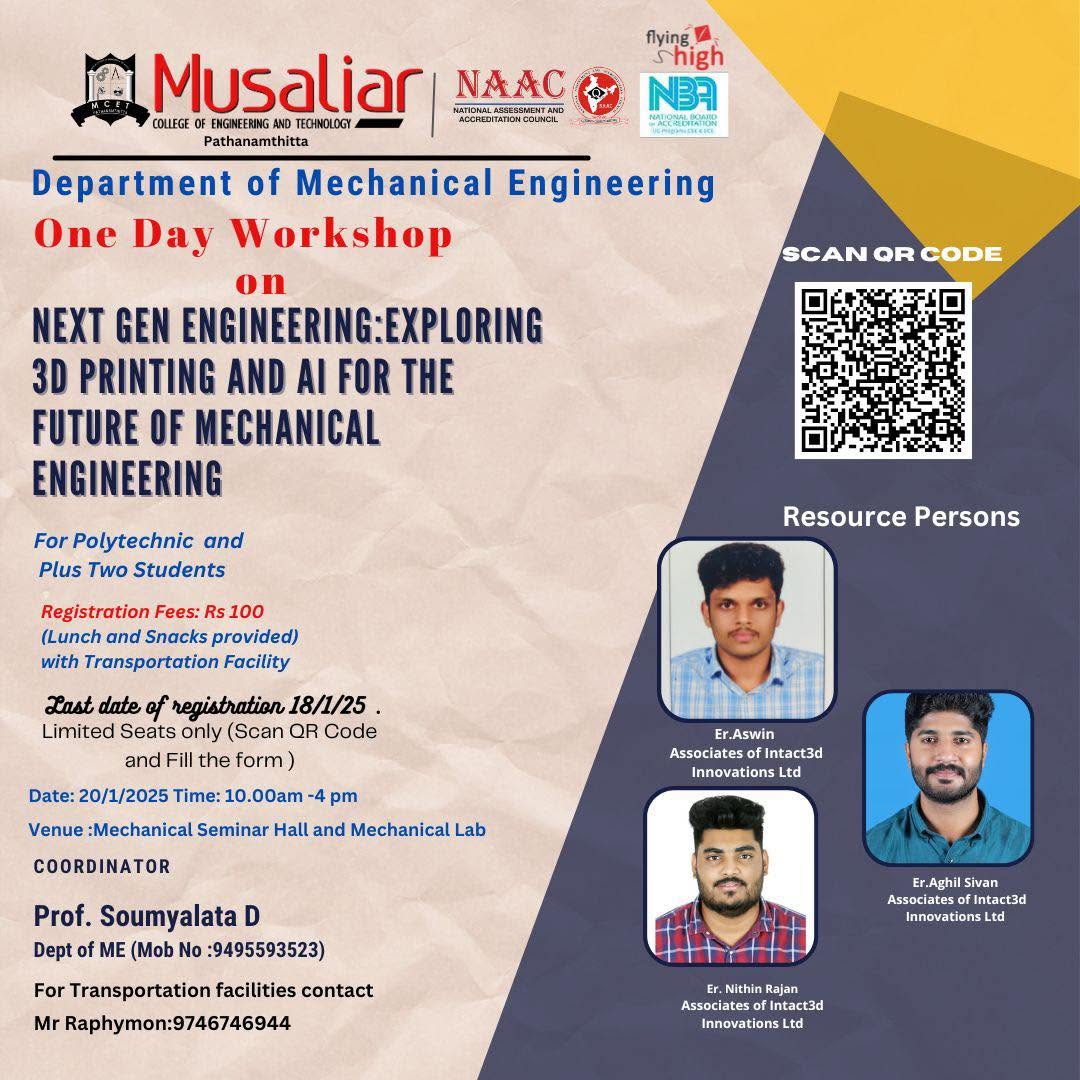 flying
high
MCET
PATHANAMTHITTA
Musaliar
COLLEGE OF ENGINEERING AND TECHNOLOGY
Pathanamthitta
NAAC
NATIONAL ASSESSMENT AND
ACCREDITATION COUNCIL
NAAC
NBA
NATIONAL BOARD
of ACCREDITATION
Department of Mechanical Engineering
One Day Workshop
on
NEXT GEN ENGINEERING:EXPLORING
3D PRINTING AND AI FOR THE
FUTURE OF MECHANICAL
ENGINEERING
For Polytechnic and
Plus Two Students
Registration Fees: Rs 100
(Lunch and Snacks provided)
with Transportation Facility
Last date of registration 18/1/25 .
Limited Seats only (Scan QR Code
and Fill the form )
Date: 20/1/2025 Time: 10.00am -4 pm
Venue :Mechanical Seminar Hall and Mechanical Lab
COORDINATOR
Prof. Soumyalata D
Dept of ME (Mob No :9495593523)
For Transportation facilities contact
Mr Raphymon:9746746944
SCAN QR CODE
Resource Persons
Er.Aswin
Associates of Intact3d
Innovations Ltd
Er.Aghil Sivan
Associates of Intact3d
Innovations Ltd
Er. Nithin Rajan
Associates of Intact3d
Innovations Ltd